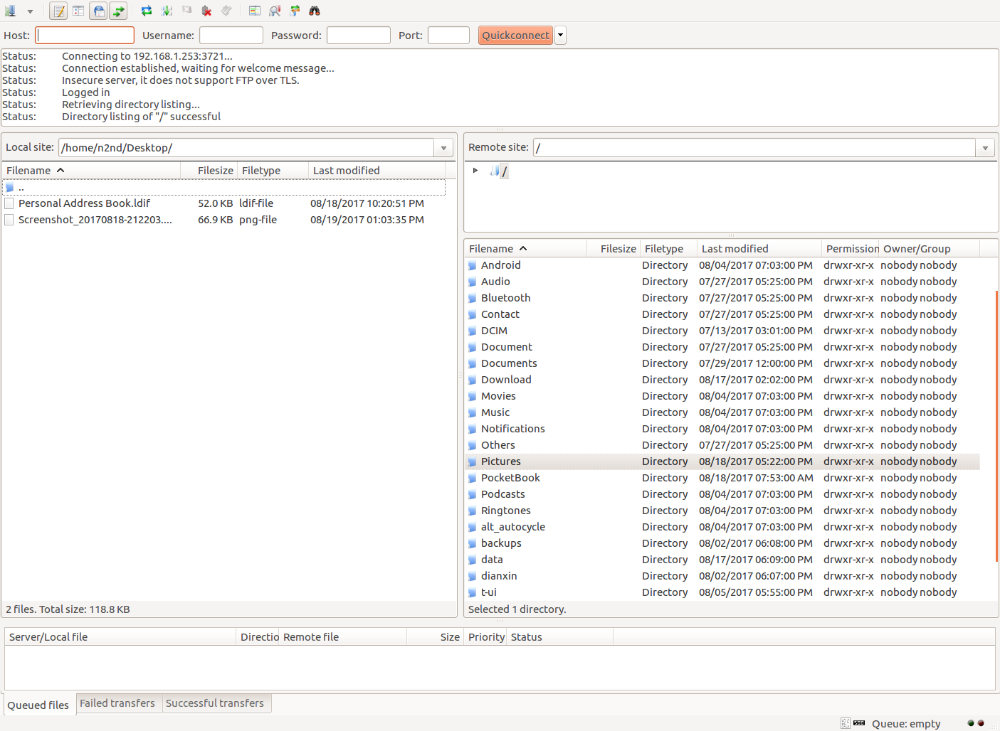 Host: Username: Password: Port: Quickconnect
Status: Connecting to 192.168.1.253:3721...
Status: Connection established, waiting for welcome message...
Status: Insecure server, it does not support FTP over TLS.
Status: Logged in
Status: Retrieving directory listing...
Status: Directory listing of "/" successful
Local site: /home/n2nd/Desktop/
Filename Filesize Filetype Last modified
..
Personal Address Book.ldif 52.0 KB ldif-file 08/18/2017 10:20:51 PM
Screenshot_20170818-212203.... 66.9 KB png-file 08/19/2017 01:03:35 PM
2 files. Total size: 118.8 KB
Remote site: /
/
Filename Filesize Filetype Last modified Permission Owner/Group
Android Directory 08/04/2017 07:03:00 PM drwxr-xr-x nobody nobody
Audio Directory 07/27/2017 05:25:00 PM drwxr-xr-x nobody nobody
Bluetooth Directory 07/27/2017 05:25:00 PM drwxr-xr-x nobody nobody
Contact Directory 07/27/2017 05:25:00 PM drwxr-xr-x nobody nobody
DCIM Directory 07/13/2017 03:01:00 PM drwxr-xr-x nobody nobody
Document Directory 07/27/2017 05:25:00 PM drwxr-xr-x nobody nobody
Documents Directory 07/29/2017 12:00:00 PM drwxr-xr-x nobody nobody
Download Directory 08/17/2017 02:02:00 PM drwxr-xr-x nobody nobody
Movies Directory 08/04/2017 07:03:00 PM drwxr-xr-x nobody nobody
Music Directory 08/04/2017 07:03:00 PM drwxr-xr-x nobody nobody
Notifications Directory 08/04/2017 07:03:00 PM drwxr-xr-x nobody nobody
Others Directory 07/27/2017 05:25:00 PM drwxr-xr-x nobody nobody
Pictures Directory 08/18/2017 05:22:00 PM drwxr-xr-x nobody nobody
PocketBook Directory 08/18/2017 07:53:00 AM drwxr-xr-x nobody nobody
Podcasts Directory 08/04/2017 07:03:00 PM drwxr-xr-x nobody nobody
Ringtones Directory 08/04/2017 07:03:00 PM drwxr-xr-x nobody nobody
alt_autocycle Directory 08/04/2017 07:03:00 PM drwxr-xr-x nobody nobody
backups Directory 08/02/2017 06:08:00 PM drwxr-xr-x nobody nobody
data Directory 08/17/2017 06:09:00 PM drwxr-xr-x nobody nobody
dianxin Directory 08/02/2017 06:07:00 PM drwxr-xr-x nobody nobody
t-ui Directory 08/05/2017 05:55:00 PM drwxr-xr-x nobody nobody
Selected 1 directory.
Server/Local file Directio Remote file Size Priority Status
Queued files Failed transfers Successful transfers
Queue: empty